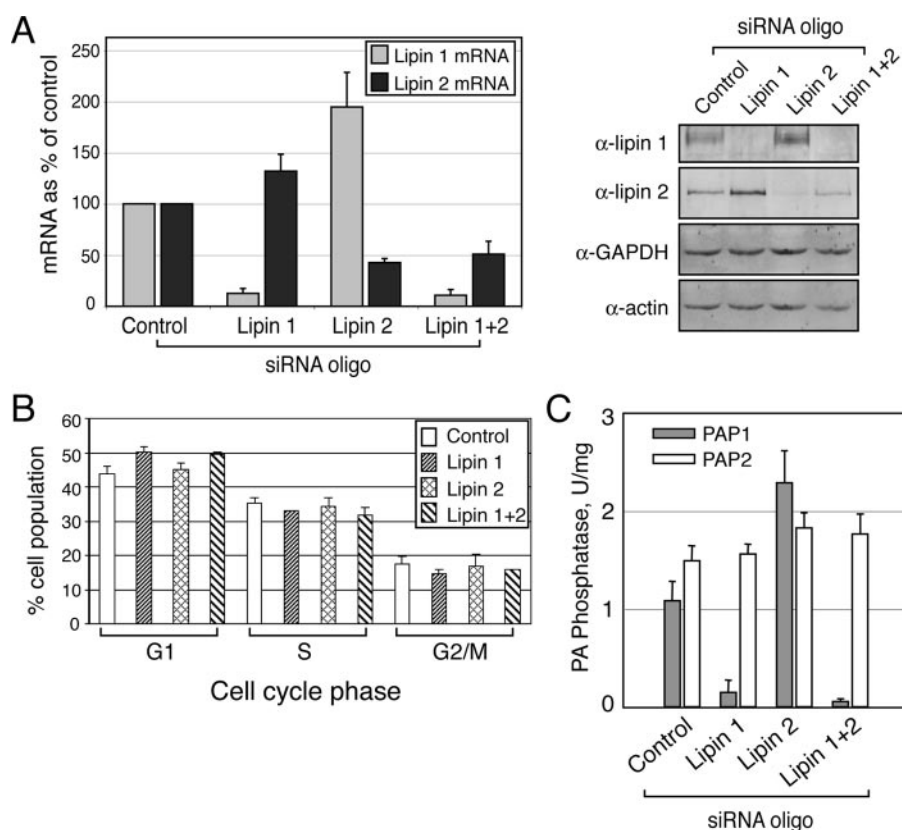 A
mRNA as % of control
250
200
150
100
50
0
Lipin 1 mRNA
Lipin 2 mRNA
Control
Lipin 1
Lipin 2
Lipin 1+2
siRNA oligo
siRNA oligo
Control
Lipin 1
Lipin 2
Lipin 1+2
α-lipin 1
α-lipin 2
α-GAPDH
α-actin
B
% cell population
60
50
40
30
20
10
0
Control
Lipin 1
Lipin 2
Lipin 1+2
G1
S
G2/M
Cell cycle phase
C
PA Phosphatase, U/mg
3
2
1
0
PAP1
PAP2
Control
Lipin 1
Lipin 2
Lipin 1+2
siRNA oligo